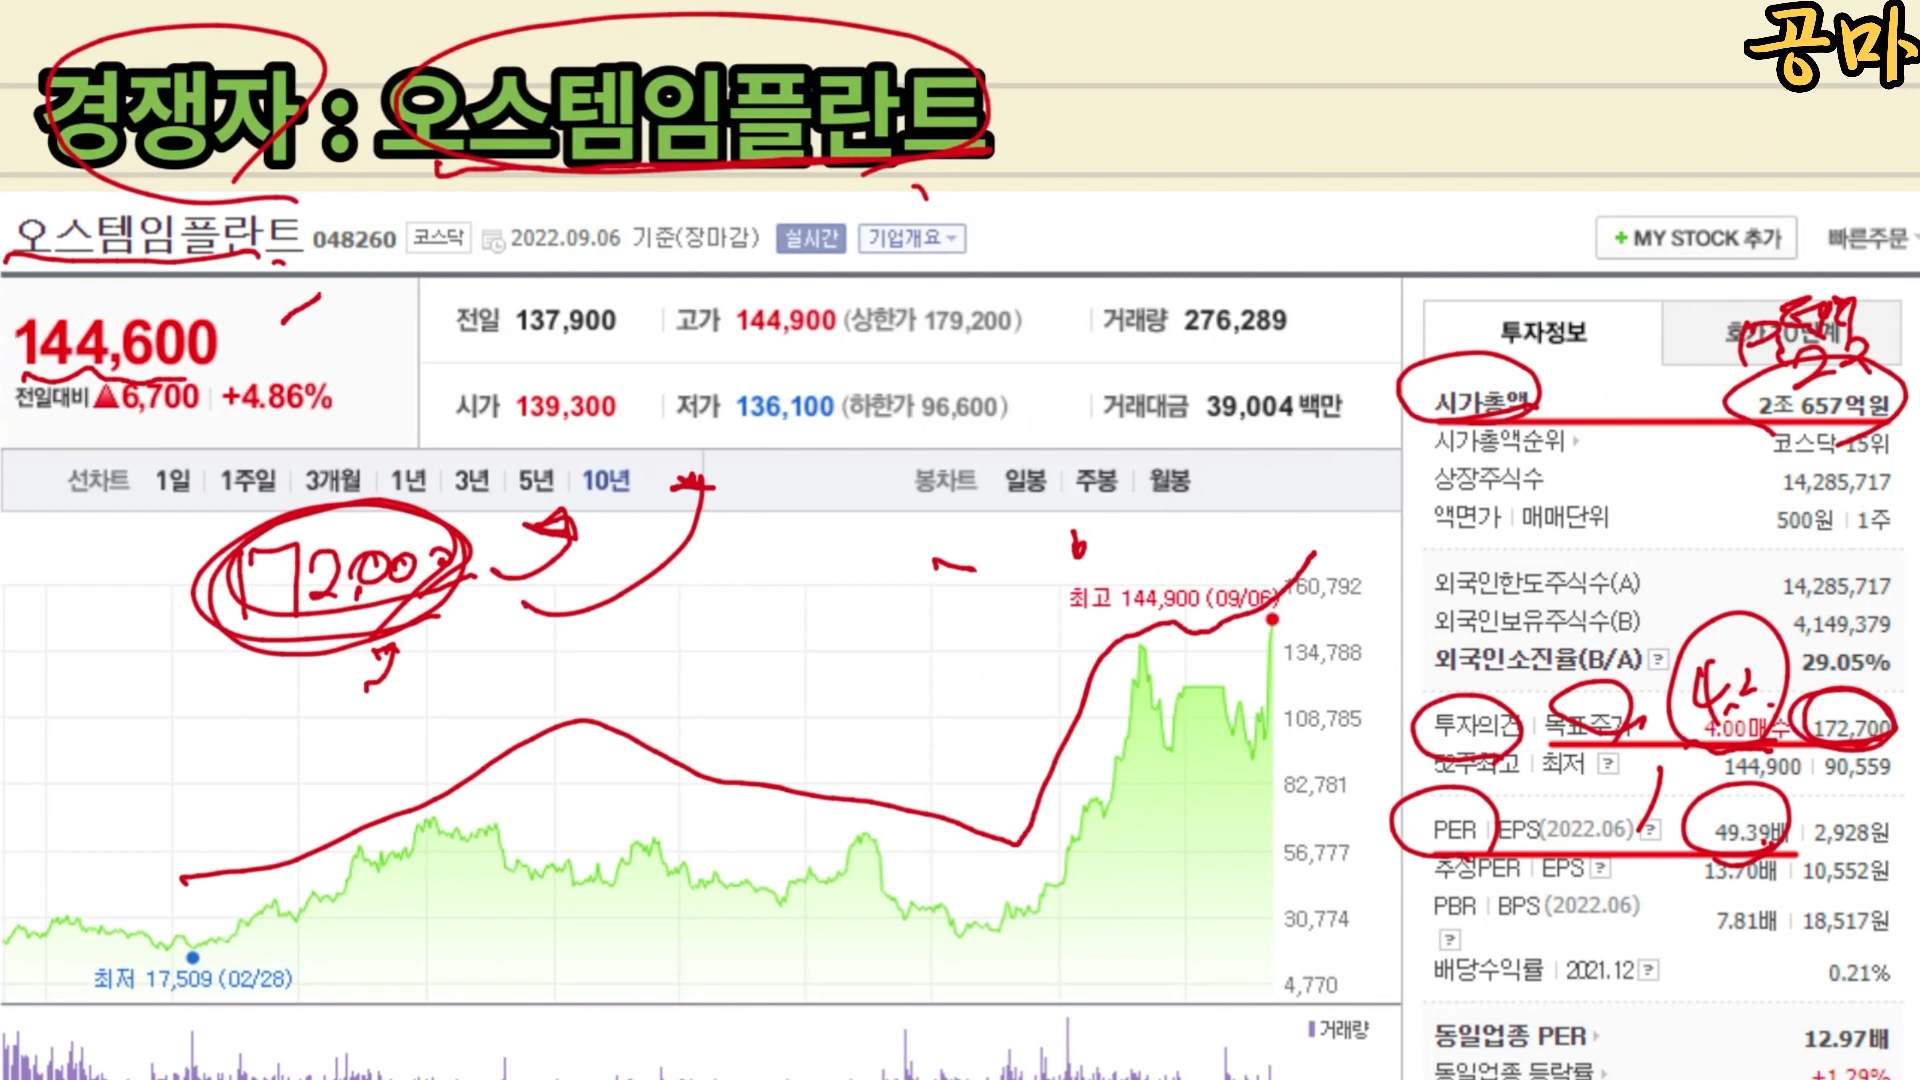 공마
경쟁자 : 오스템임플란트
오스템임플란트 048260 코스닥 2022.09.06 기준(장마감) 실시간 기업개요
+ MY STOCK 추가 빠른주문
144,600
전일대비 ▲6,700 +4.86%
전일 137,900 고가 144,900 (상한가 179,200) 거래량 276,289
시가 139,300 저가 136,100 (하한가 96,600) 거래대금 39,004 백만
선차트 1일 1주일 3개월 1년 3년 5년 10년 봉차트 일봉 주봉 월봉
최고 144,900 (09/06)
160,792
134,788
108,785
82,781
56,777
30,774
4,770
최저 17,509 (02/28)
거래량
투자정보
시가총액 2조 657억원
시가총액순위 코스닥 15위
상장주식수 14,285,717
액면가 매매단위 500원 1주
외국인한도주식수(A) 14,285,717
외국인보유주식수(B) 4,149,379
외국인소진율(B/A) ? 29.05%
투자의견 목표주가 4.00매수 172,700
52주최고 최저 ? 144,900 90,559
PER EPS(2022.06) ? 49.39배 2,928원
추정PER EPS ? 13.70배 10,552원
PBR BPS (2022.06) ? 7.81배 18,517원
배당수익률 2021.12 ? 0.21%
동일업종 PER 12.97배
동일업종 등락률 +1.29%